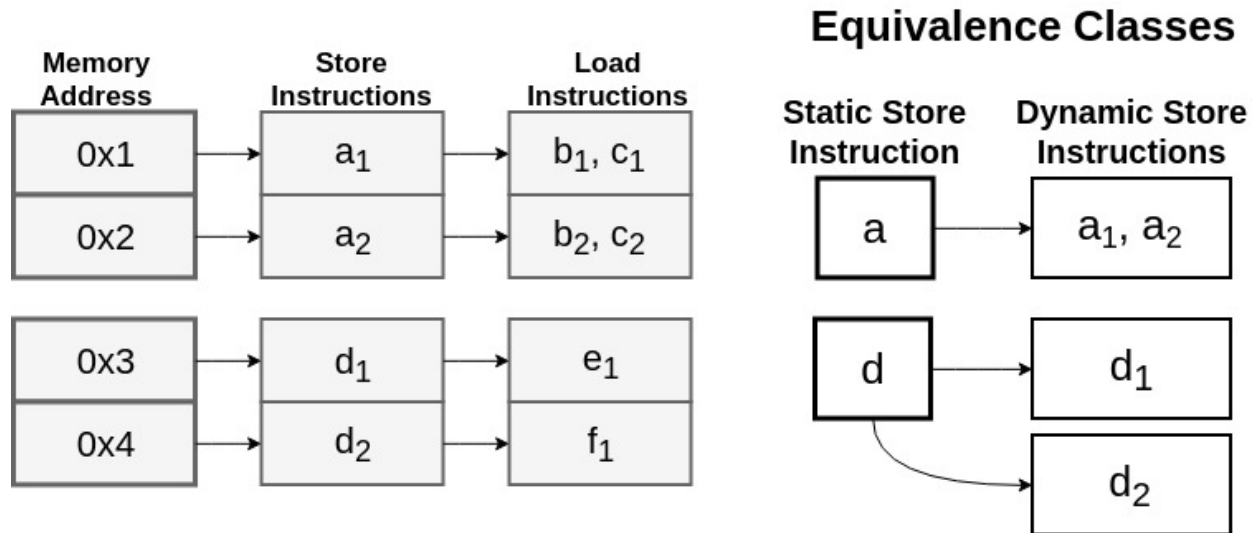 Equivalence Classes
Memory Address
Store Instructions
Load Instructions
0x1
a₁
b₁, c₁
0x2
a₂
b₂, c₂
0x3
d₁
e₁
0x4
d₂
f₁
Static Store Instruction
Dynamic Store Instructions
a
a₁, a₂
d
d₁
d₂